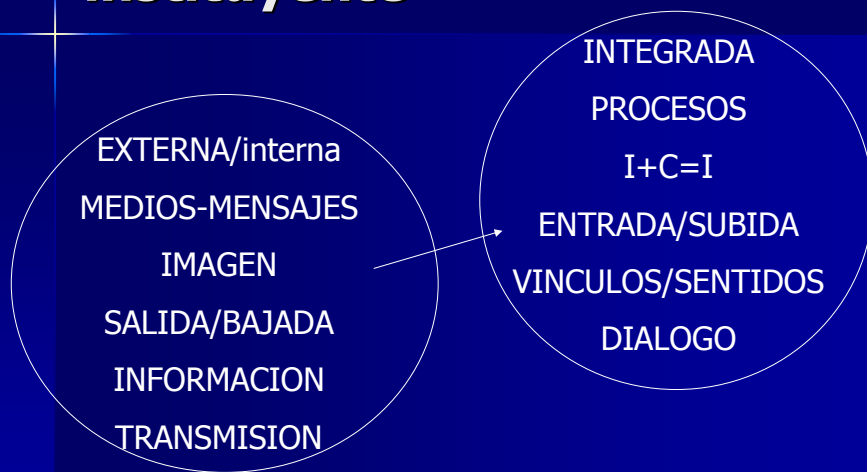 EXTERNA/interna
MEDIOS-MENSAJES
IMAGEN
SALIDA/BAJADA
INFORMACION
TRANSMISION
INTEGRADA
PROCESOS
I+C=I
ENTRADA/SUBIDA
VINCULOS/SENTIDOS
DIALOGO